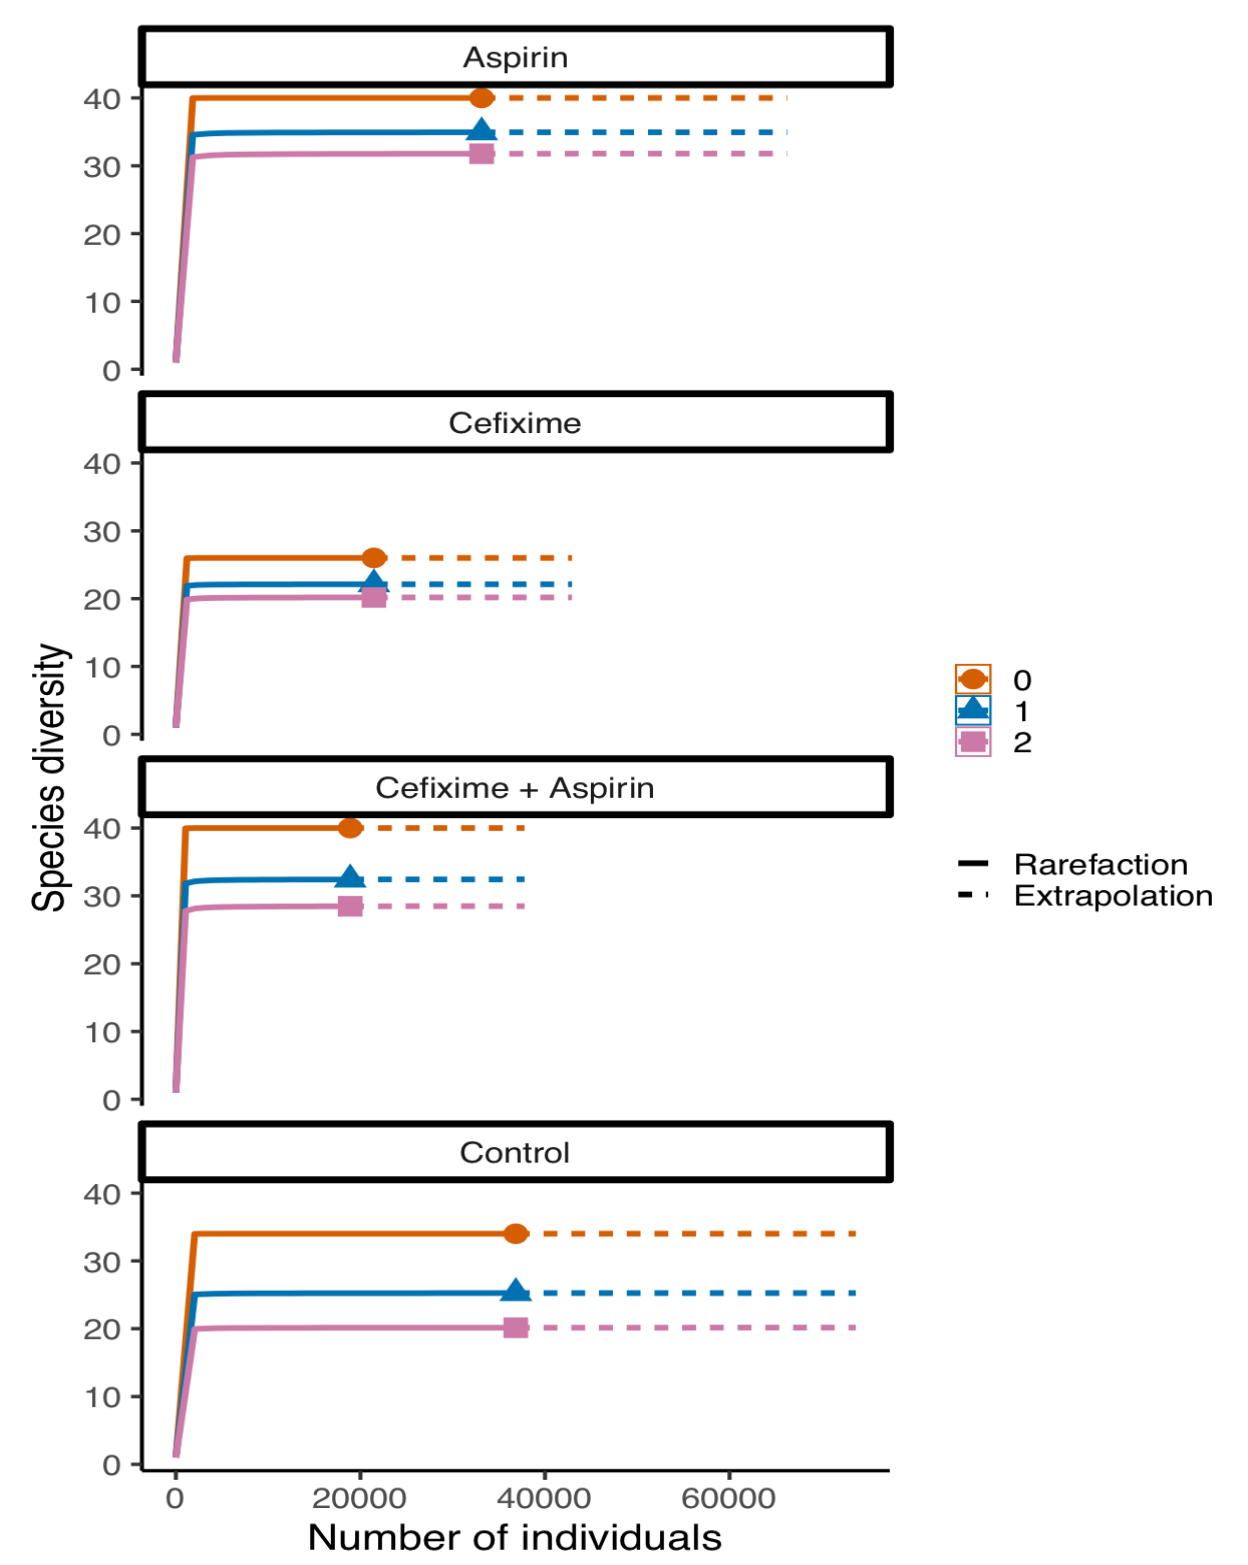 Aspirin
40
30
20
10
0
Cefixime
40
30
20
10
0
Cefixime + Aspirin
40
30
20
10
0
Control
40
30
20
10
0
0 20000 40000 60000
Number of individuals
Species diversity
0
1
2
Rarefaction
Extrapolation